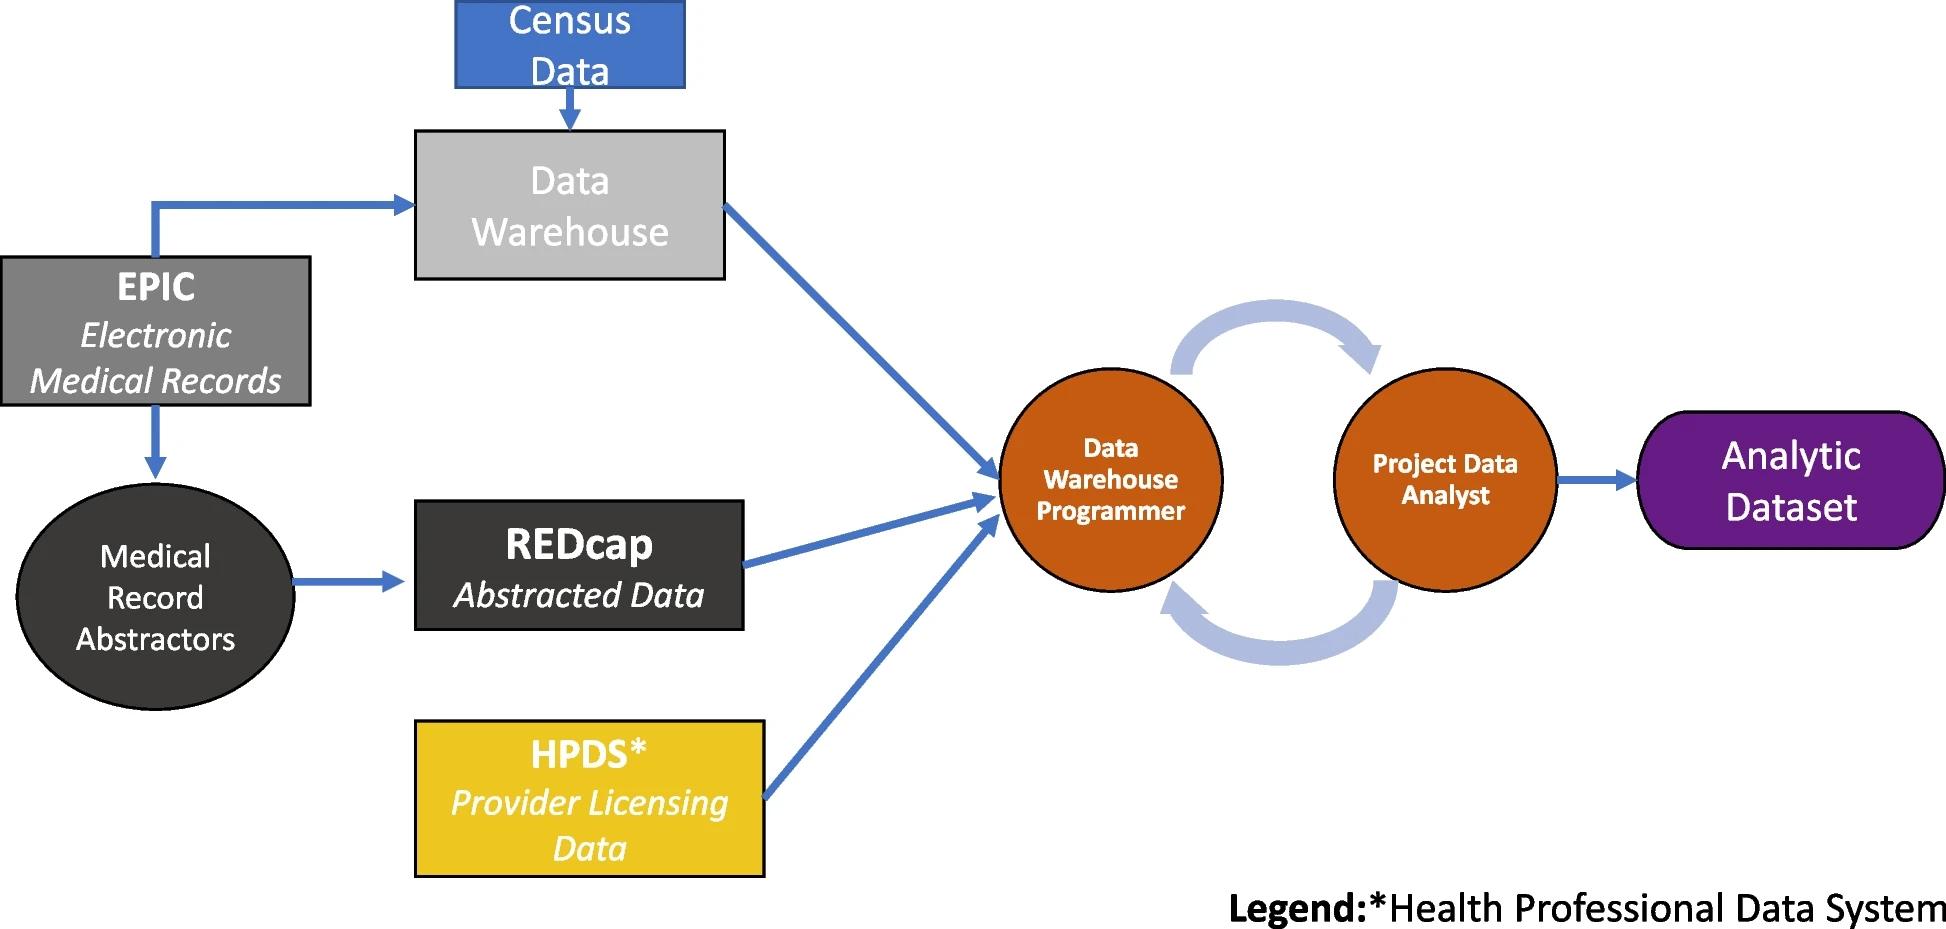 Census
Data
Data
Warehouse
EPIC
Electronic
Medical Records
Medical
Record
Abstractors
REDcap
Abstracted Data
HPDS*
Provider Licensing
Data
Data
Warehouse
Programmer
Project Data
Analyst
Analytic
Dataset
Legend:*Health Professional Data System